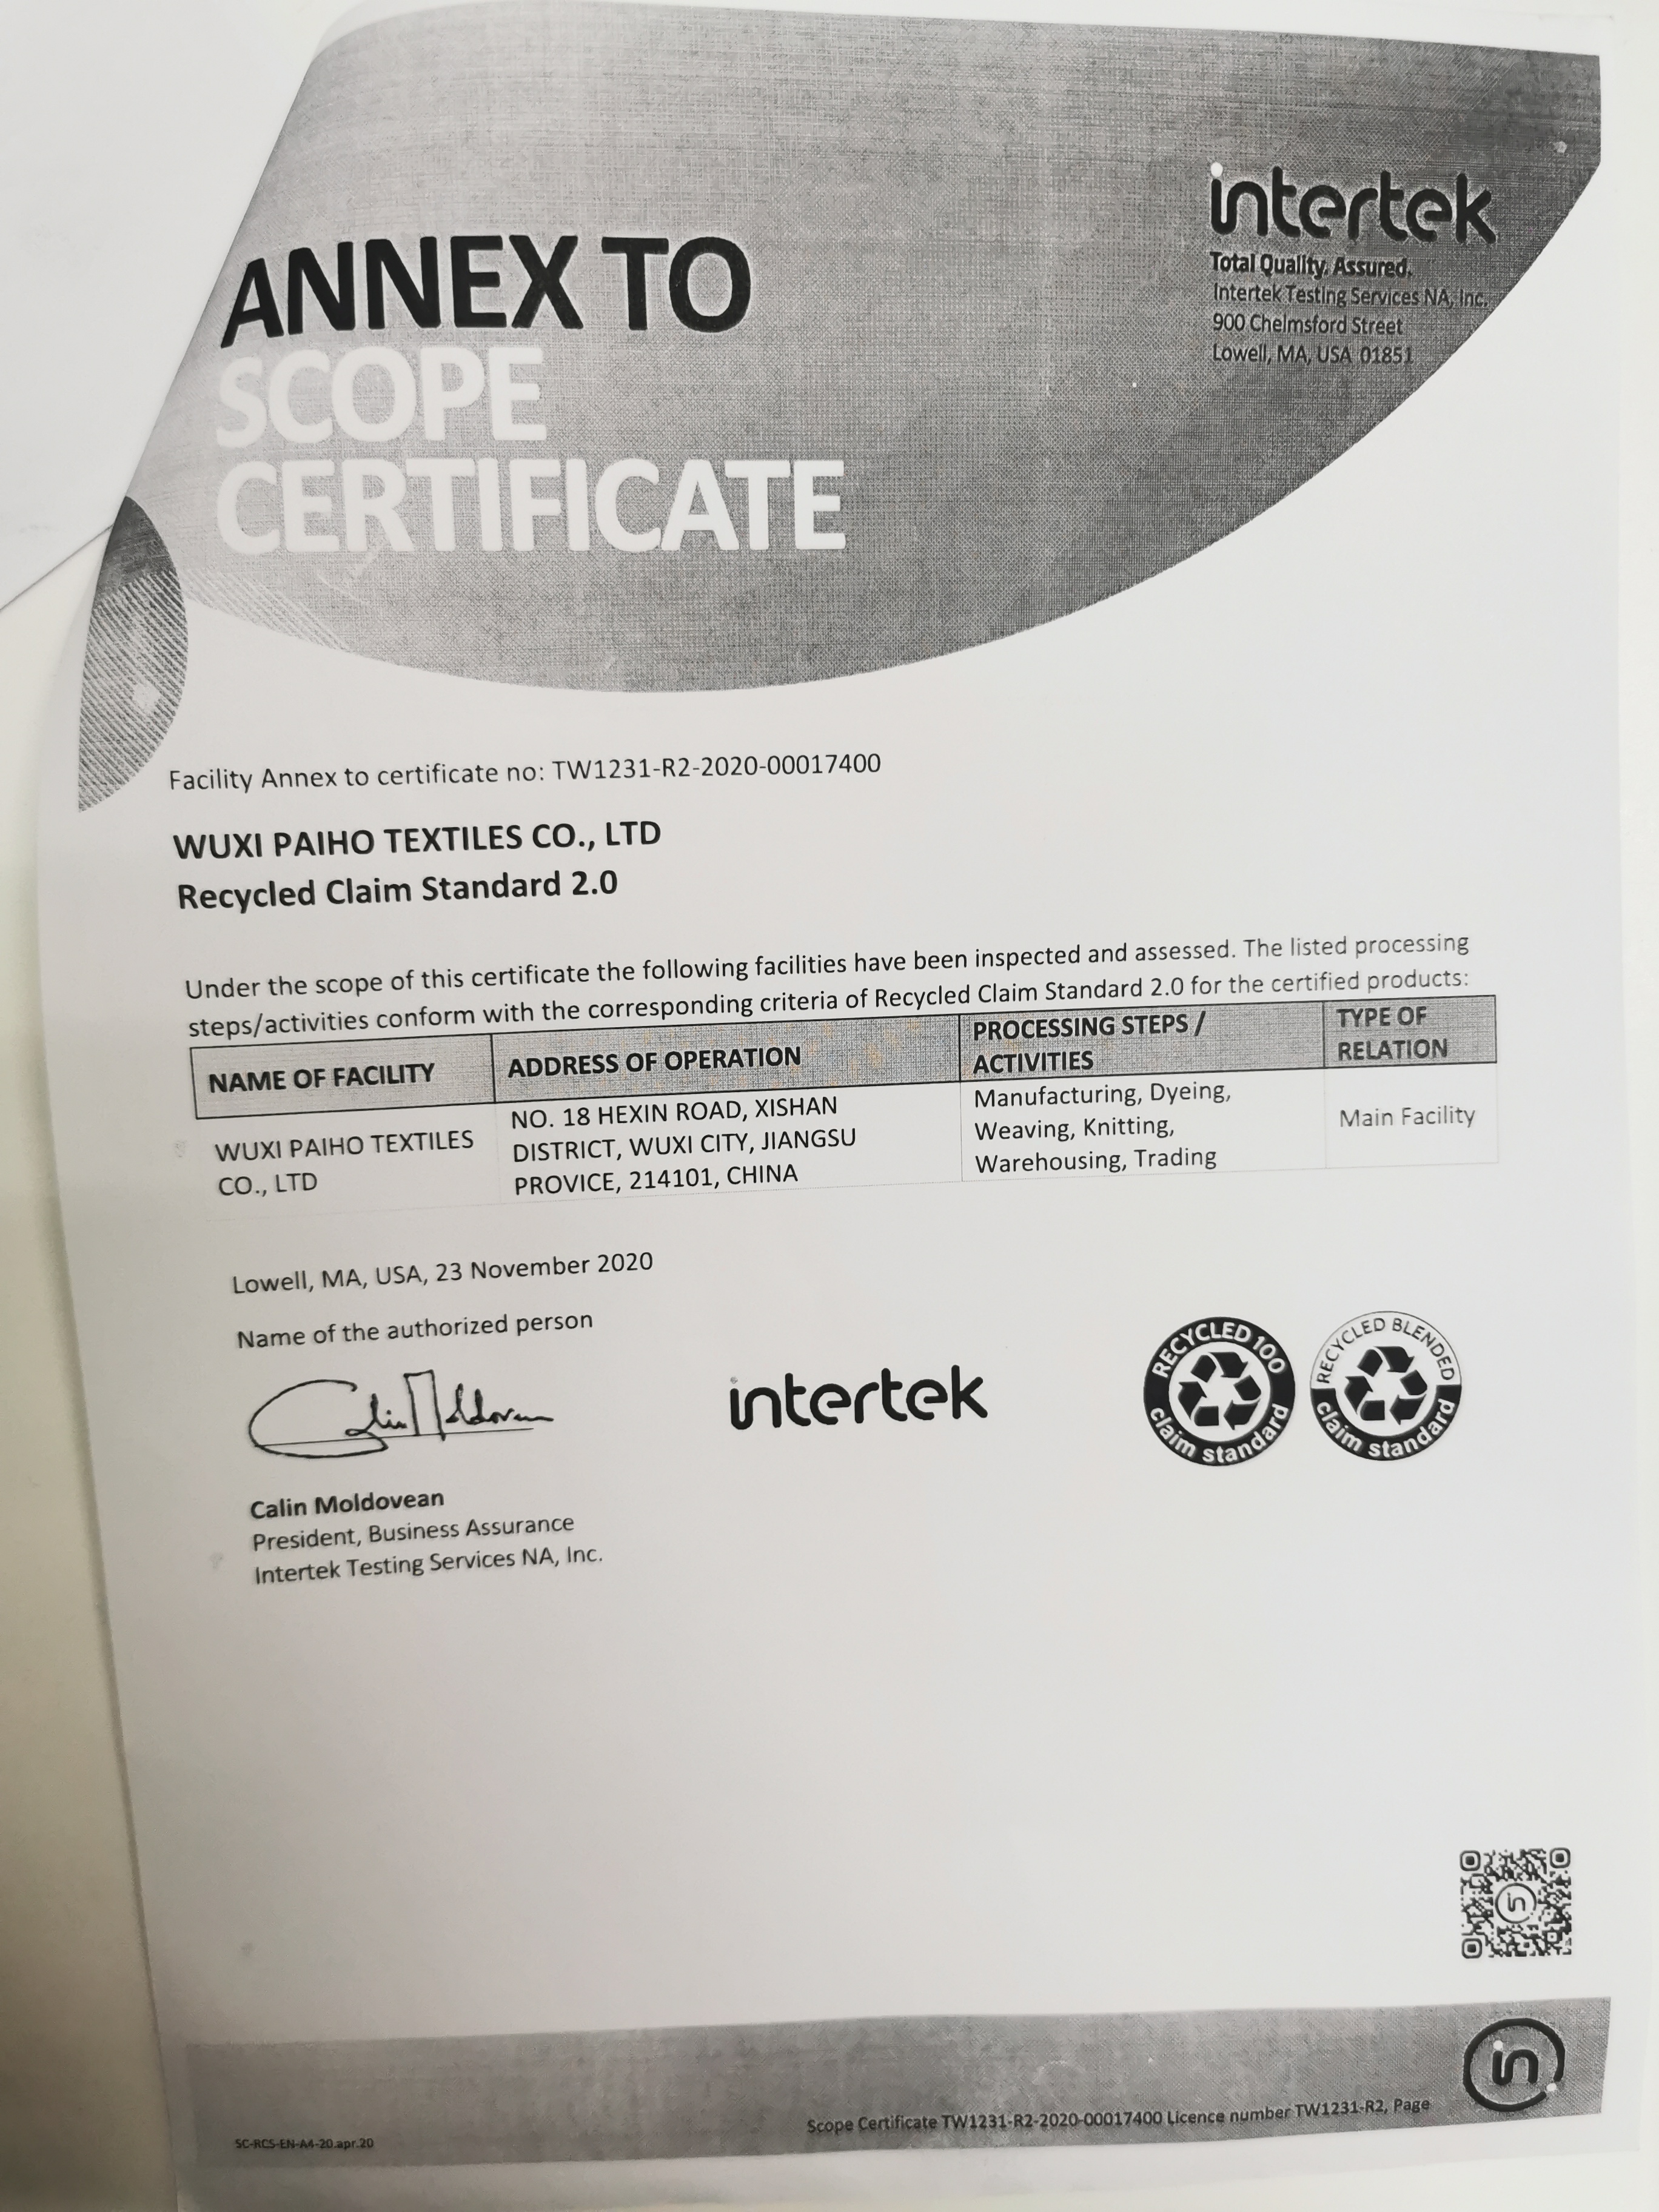 intertek
Total Quality. Assured.
Intertek Testing Services NA, Inc.
900 Chelmsford Street
Lowell, MA, USA 01851
ANNEX TO
SCOPE
CERTIFICATE
Facility Annex to certificate no: TW1231-R2-2020-00017400
WUXI PAIHO TEXTILES CO., LTD
Recycled Claim Standard 2.0
Under the scope of this certificate the following facilities have been inspected and assessed. The listed processing
steps/activities conform with the corresponding criteria of Recycled Claim Standard 2.0 for the certified products:
NAME OF FACILITY
ADDRESS OF OPERATION
PROCESSING STEPS /
ACTIVITIES
TYPE OF
RELATION
WUXI PAIHO TEXTILES
CO., LTD
NO. 18 HEXIN ROAD, XISHAN
DISTRICT, WUXI CITY, JIANGSU
PROVICE, 214101, CHINA
Manufacturing, Dyeing,
Weaving, Knitting,
Warehousing, Trading
Main Facility
Lowell, MA, USA, 23 November 2020
Name of the authorized person
Calin Moldovean
intertek
RECYCLED 100
claim standard
RECYCLED BLENDED
claim standard
Calin Moldovean
President, Business Assurance
Intertek Testing Services NA, Inc.
in
in
Scope Certificate TW1231-R2-2020-00017400 Licence number TW1231-R2, Page
SC-RCS-EN-A4-20.apr.20